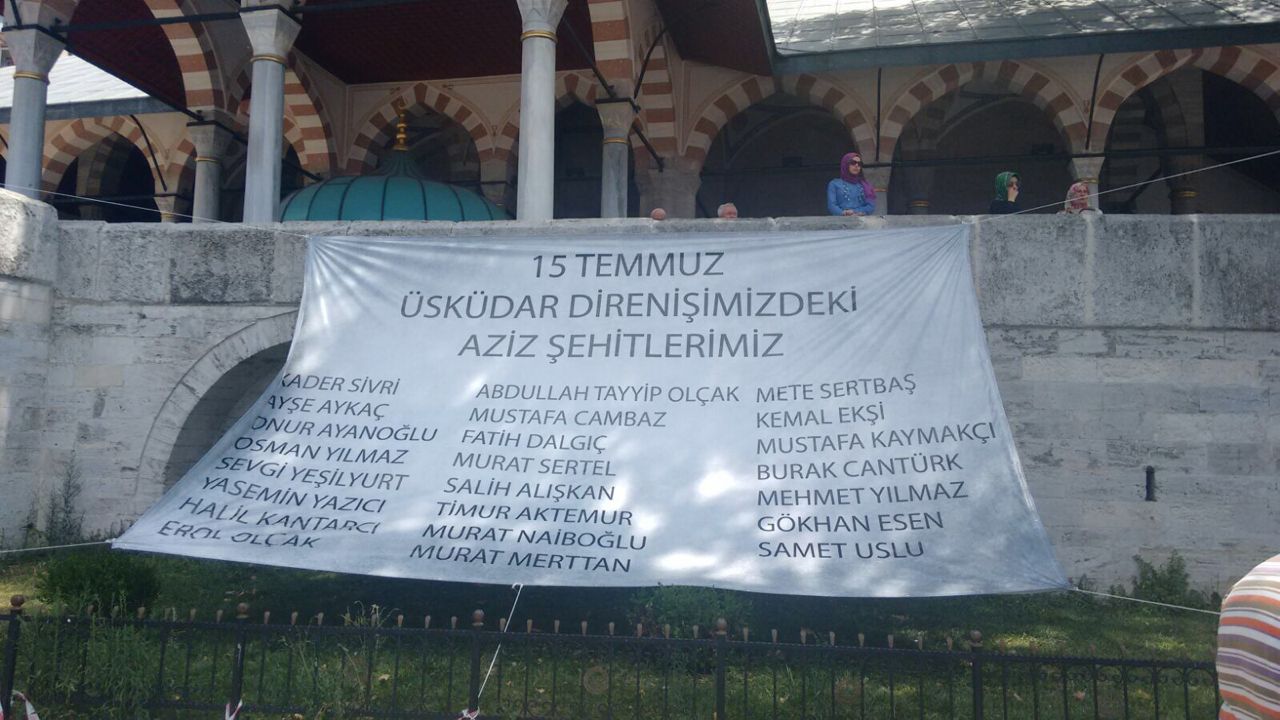 15 TEMMUZ
ÜSKÜDAR DİRENİŞİMİZDEKİ
AZİZ ŞEHİTLERİMİZ
KADER SİVRİ
AYŞE AYKAÇ
ONUR AYANOĞLU
OSMAN YILMAZ
SEVGİ YEŞİLYURT
YASEMIN YAZICI
HALİL KANTARCI
EROL OLÇAK
ABDULLAH TAYYİP OLÇAK
MUSTAFA CAMBAZ
FATİH DALGIÇ
MURAT SERTEL
SALIH ALIŞKAN
TİMUR AKTEMUR
MURAT NAİBOĞLU
MURAT MERTTAN
METE SERTBAŞ
KEMAL EKŞİ
MUSTAFA KAYMAKÇI
BURAK CANTÜRK
MEHMET YILMAZ
GÖKHAN ESEN
SAMET USLU